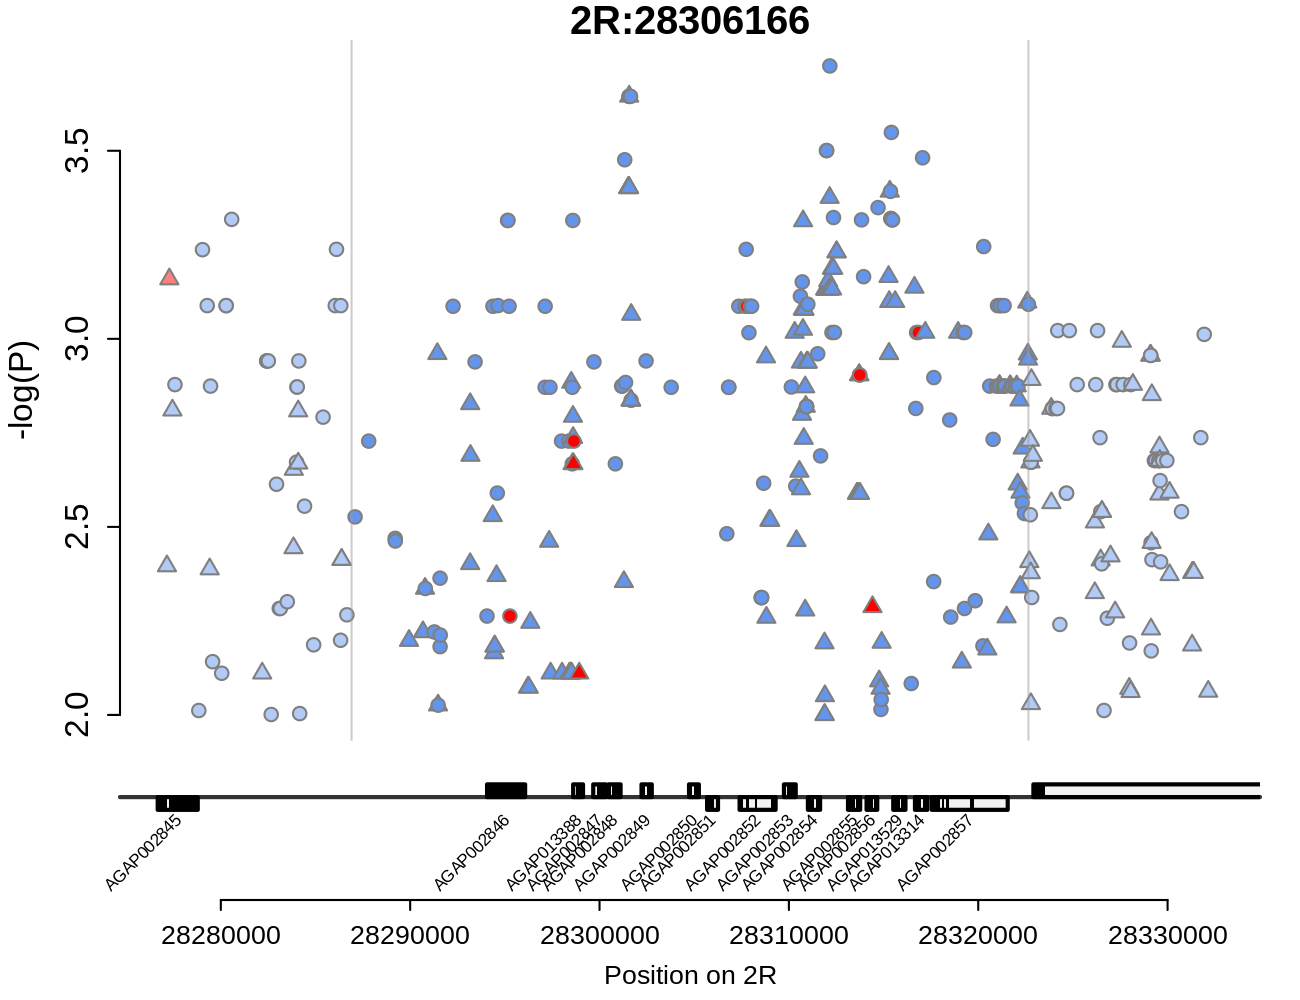 2R:28306166
-log(P)
3.5
3.0
2.5
2.0
AGAP002845
AGAP002846
AGAP013388
AGAP002847
AGAP002848
AGAP002849
AGAP002850
AGAP002851
AGAP002852
AGAP002853
AGAP002854
AGAP002855
AGAP002856
AGAP013529
AGAP013314
AGAP002857
28280000
28290000
28300000
28310000
28320000
28330000
Position on 2R